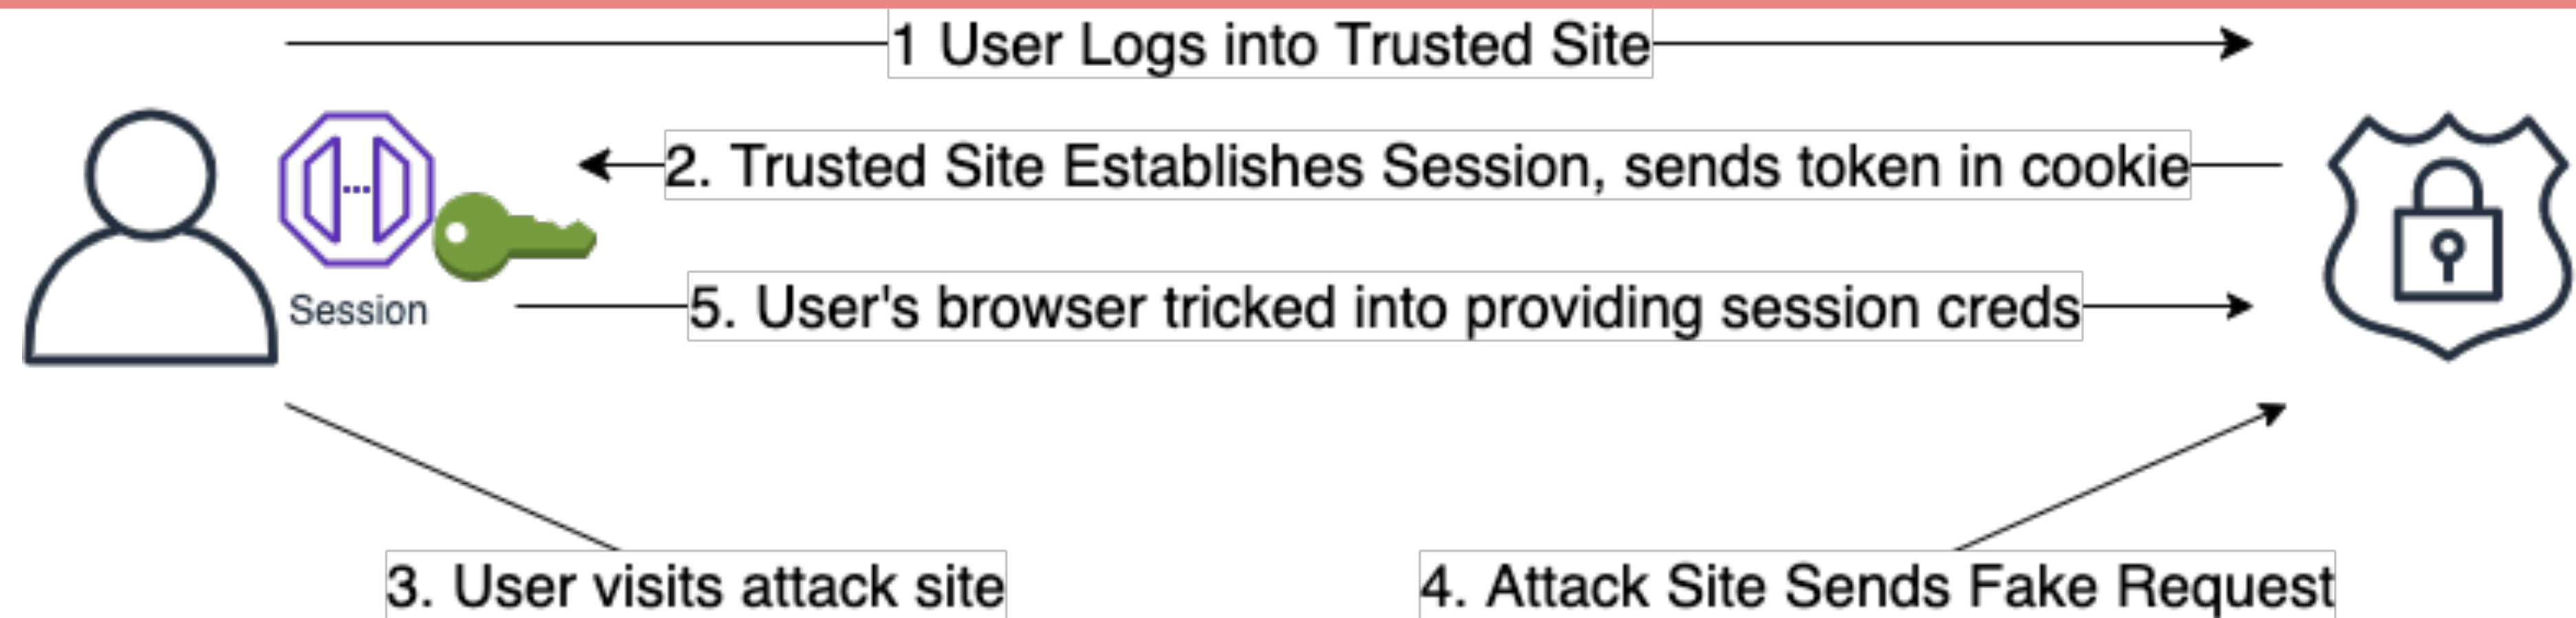 1 User Logs into Trusted Site
2. Trusted Site Establishes Session, sends token in cookie
Session
5. User's browser tricked into providing session creds
3. User visits attack site
4. Attack Site Sends Fake Request